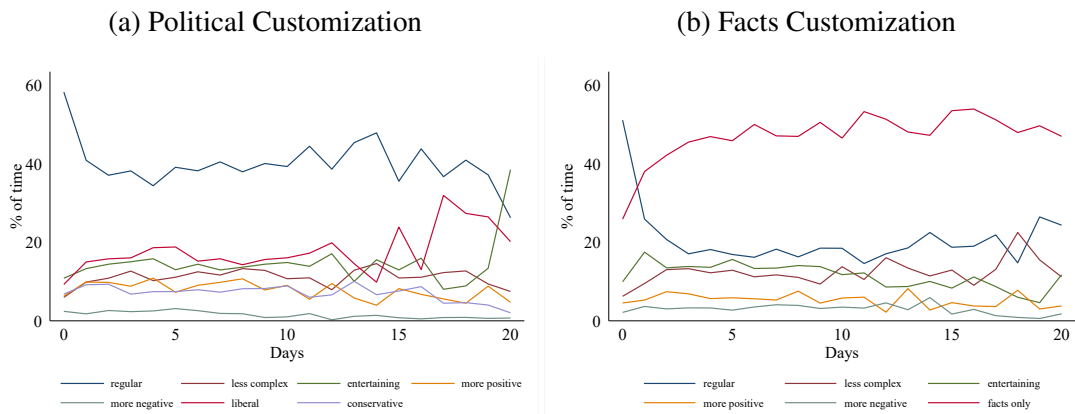 (a) Political Customization
60
40
20
0
% of time
0 5 10 15 20
Days
regular less complex entertaining more positive
more negative liberal conservative
(b) Facts Customization
60
40
20
0
% of time
0 5 10 15 20
Days
regular less complex entertaining
more positive more negative facts only